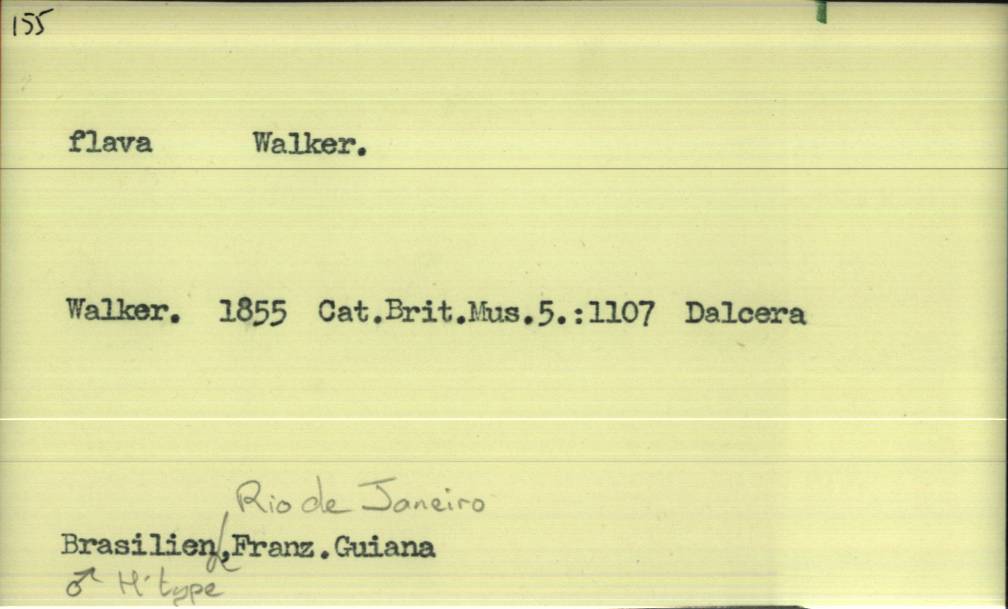 155
flava Walker.
Walker. 1855 Cat.Brit.Mus.5.:1107 Dalcera
Rio de Janeiro
Brasilien,Franz.Guiana
♂ H'type